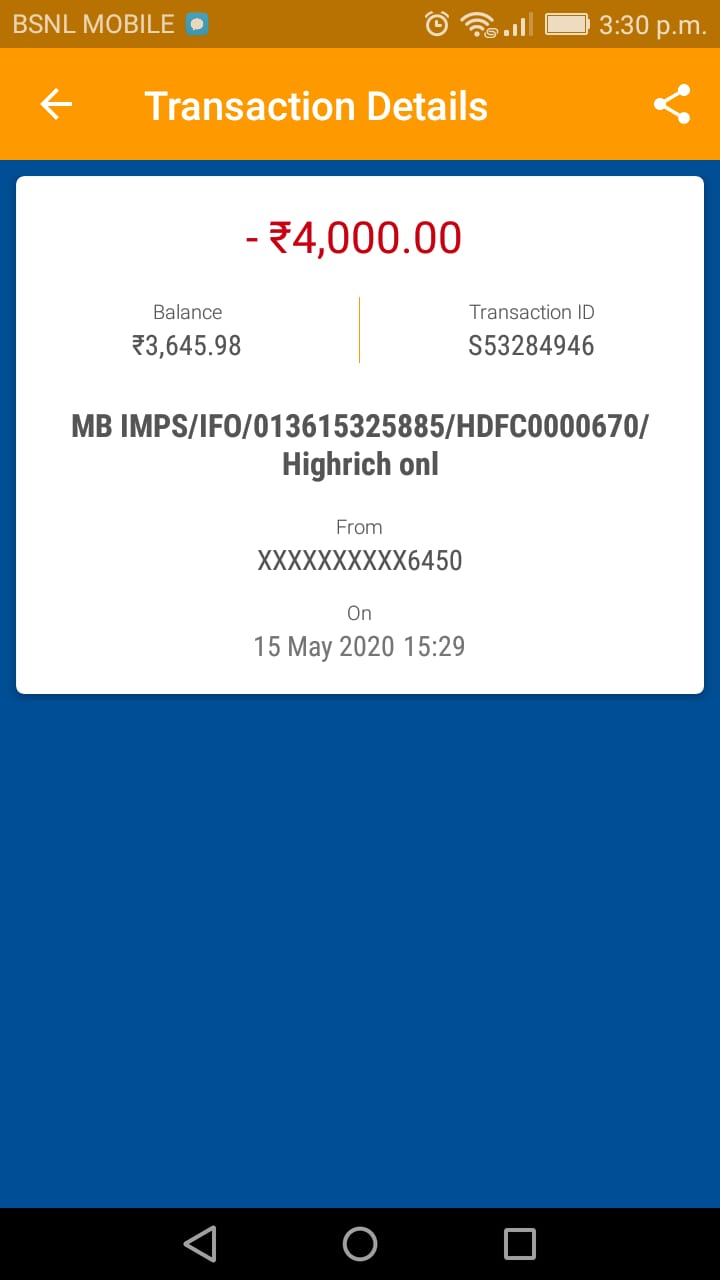 BSNL MOBILE 3:30 p.m.
Transaction Details
- ₹4,000.00
Balance Transaction ID
₹3,645.98 S53284946
MB IMPS/IFO/013615325885/HDFC0000670/
Highrich onl
From
XXXXXXXXXX6450
On
15 May 2020 15:29